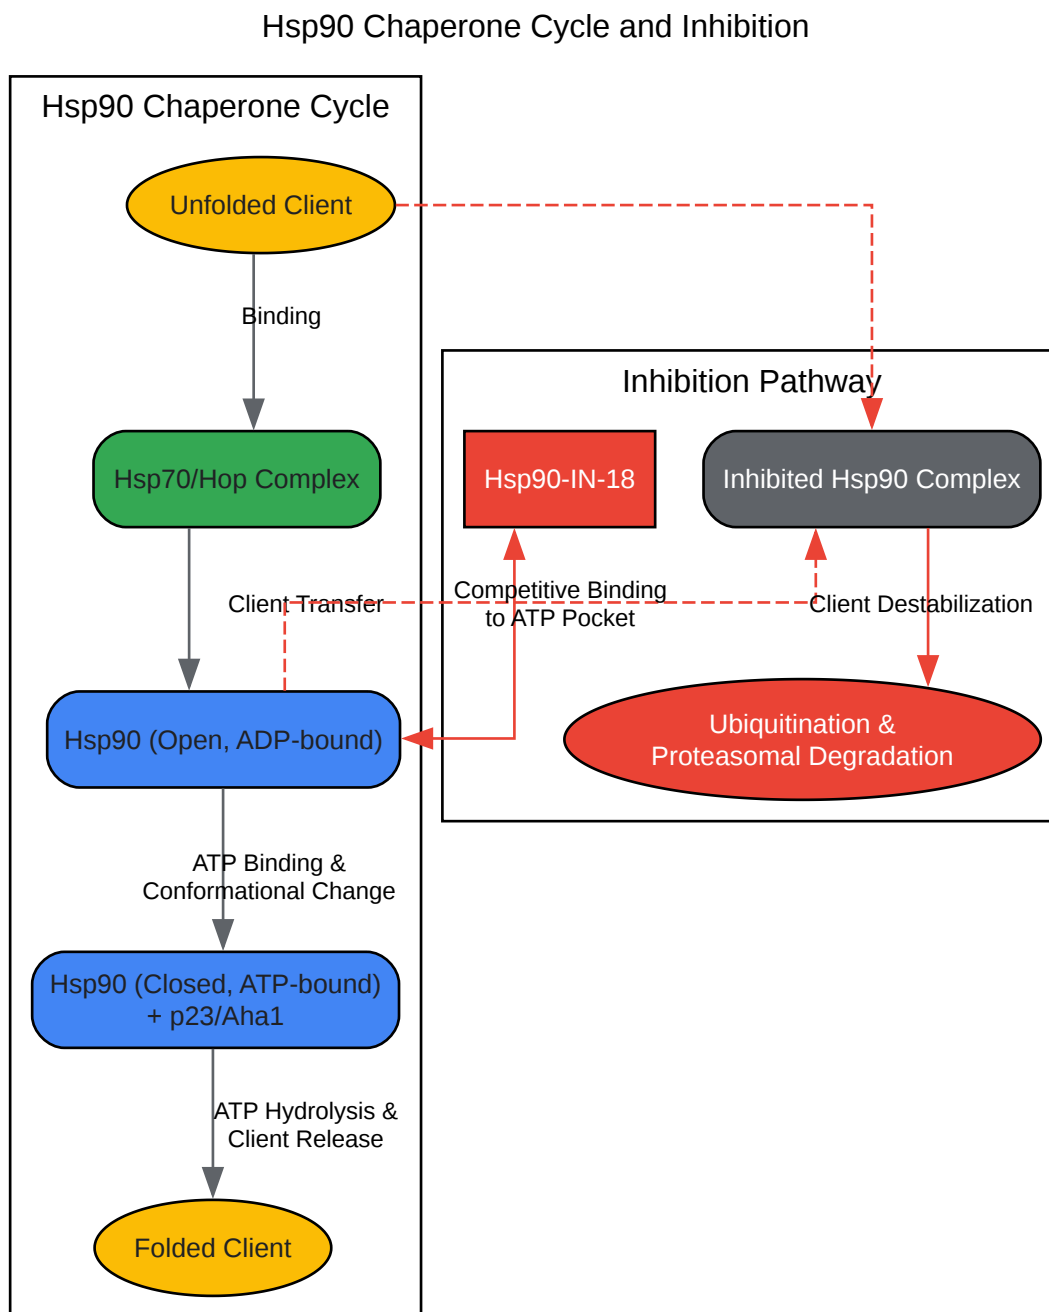 Hsp90 Chaperone Cycle and Inhibition
Hsp90 Chaperone Cycle
Unfolded Client
Binding
Inhibition Pathway
Hsp70/Hop Complex
Hsp90-IN-18
Inhibited Hsp90 Complex
Client Transfer
Competitive Binding
to ATP Pocket
Client Destabilization
Hsp90 (Open, ADP-bound)
Ubiquitination &
Proteasomal Degradation
ATP Binding &
Conformational Change
Hsp90 (Closed, ATP-bound)
+ p23/Aha1
ATP Hydrolysis &
Client Release
Folded Client